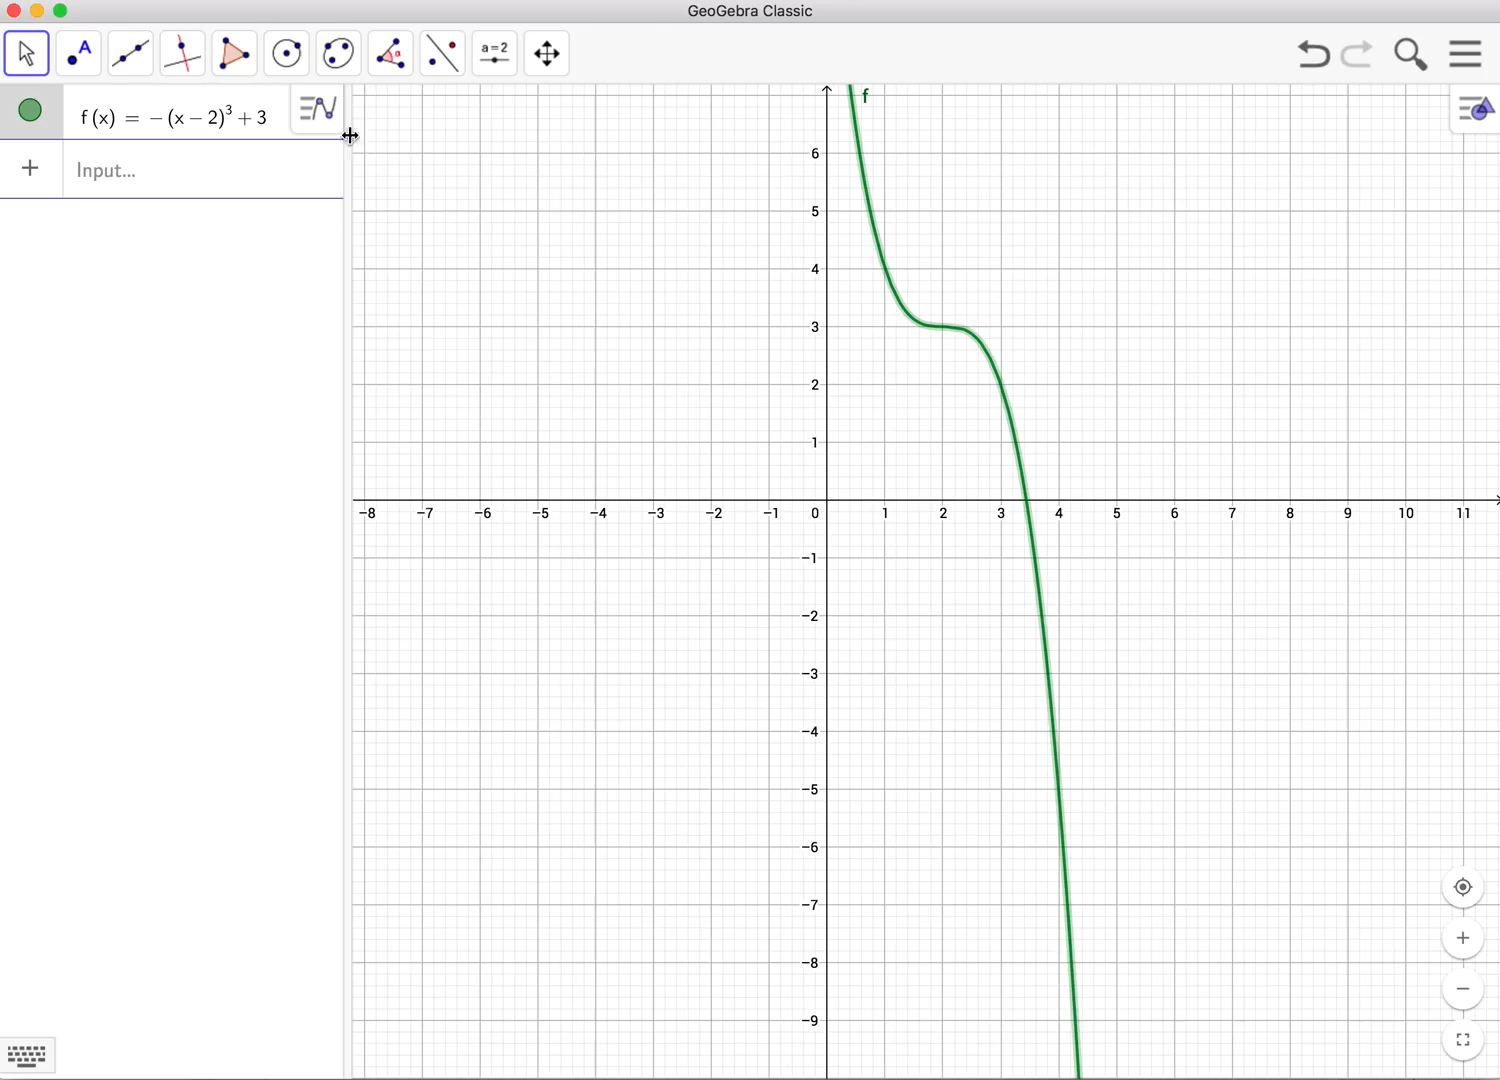 GeoGebra Classic
A
α
a=2
f(x) = −(x − 2)³ + 3
Input...
f
6
5
4
3
2
1
−8 −7 −6 −5 −4 −3 −2 −1 0 1 2 3 4 5 6 7 8 9 10 11
−1
−2
−3
−4
−5
−6
−7
−8
−9